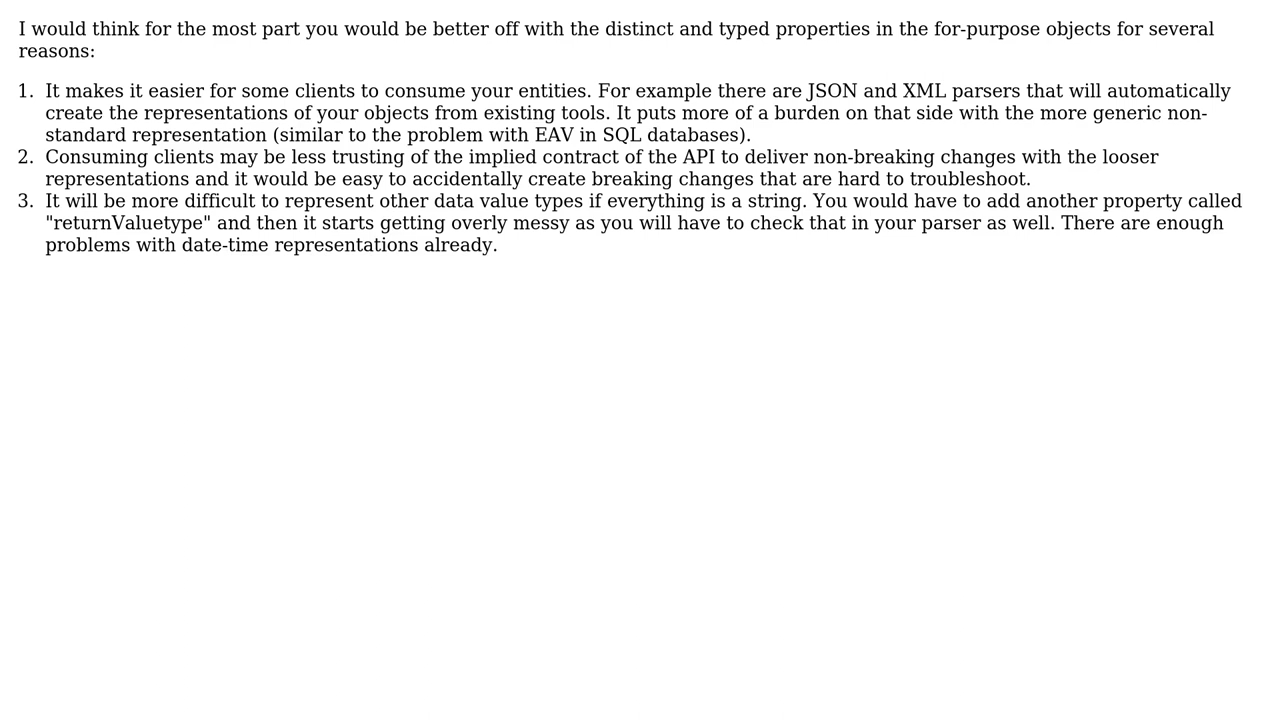 I would think for the most part you would be better off with the distinct and typed properties in the for-purpose objects for several
reasons:
1. It makes it easier for some clients to consume your entities. For example there are JSON and XML parsers that will automatically
create the representations of your objects from existing tools. It puts more of a burden on that side with the more generic non-
standard representation (similar to the problem with EAV in SQL databases).
2. Consuming clients may be less trusting of the implied contract of the API to deliver non-breaking changes with the looser
representations and it would be easy to accidentally create breaking changes that are hard to troubleshoot.
3. It will be more difficult to represent other data value types if everything is a string. You would have to add another property called
"returnValuetype" and then it starts getting overly messy as you will have to check that in your parser as well. There are enough
problems with date-time representations already.